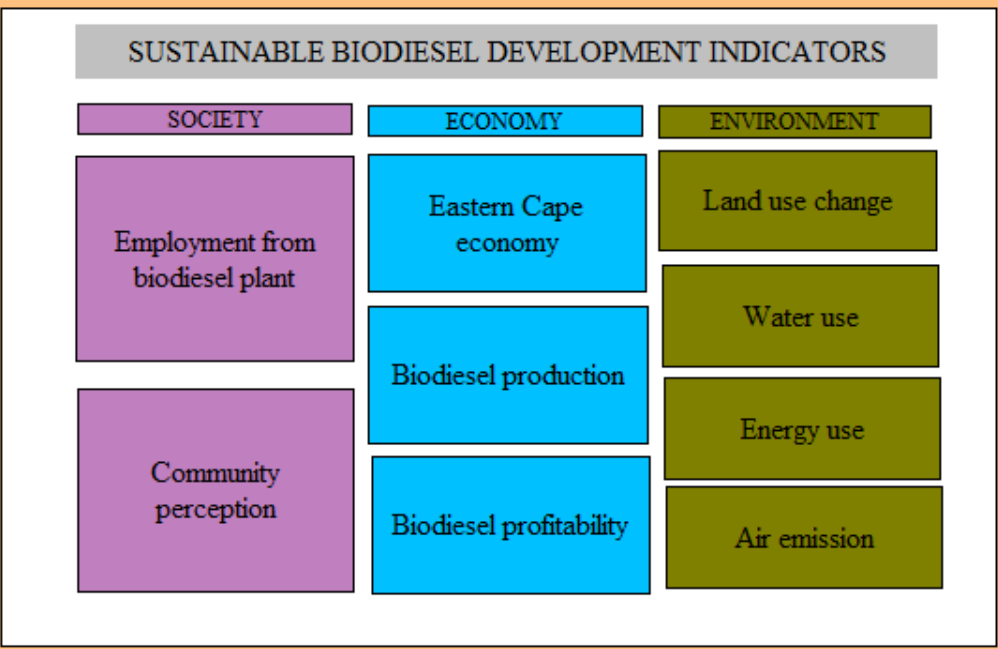 SUSTAINABLE BIODIESEL DEVELOPMENT INDICATORS
SOCIETY
Employment from
biodiesel plant
Community
perception
ECONOMY
Eastern Cape
economy
Biodiesel production
Biodiesel profitability
ENVIRONMENT
Land use change
Water use
Energy use
Air emission